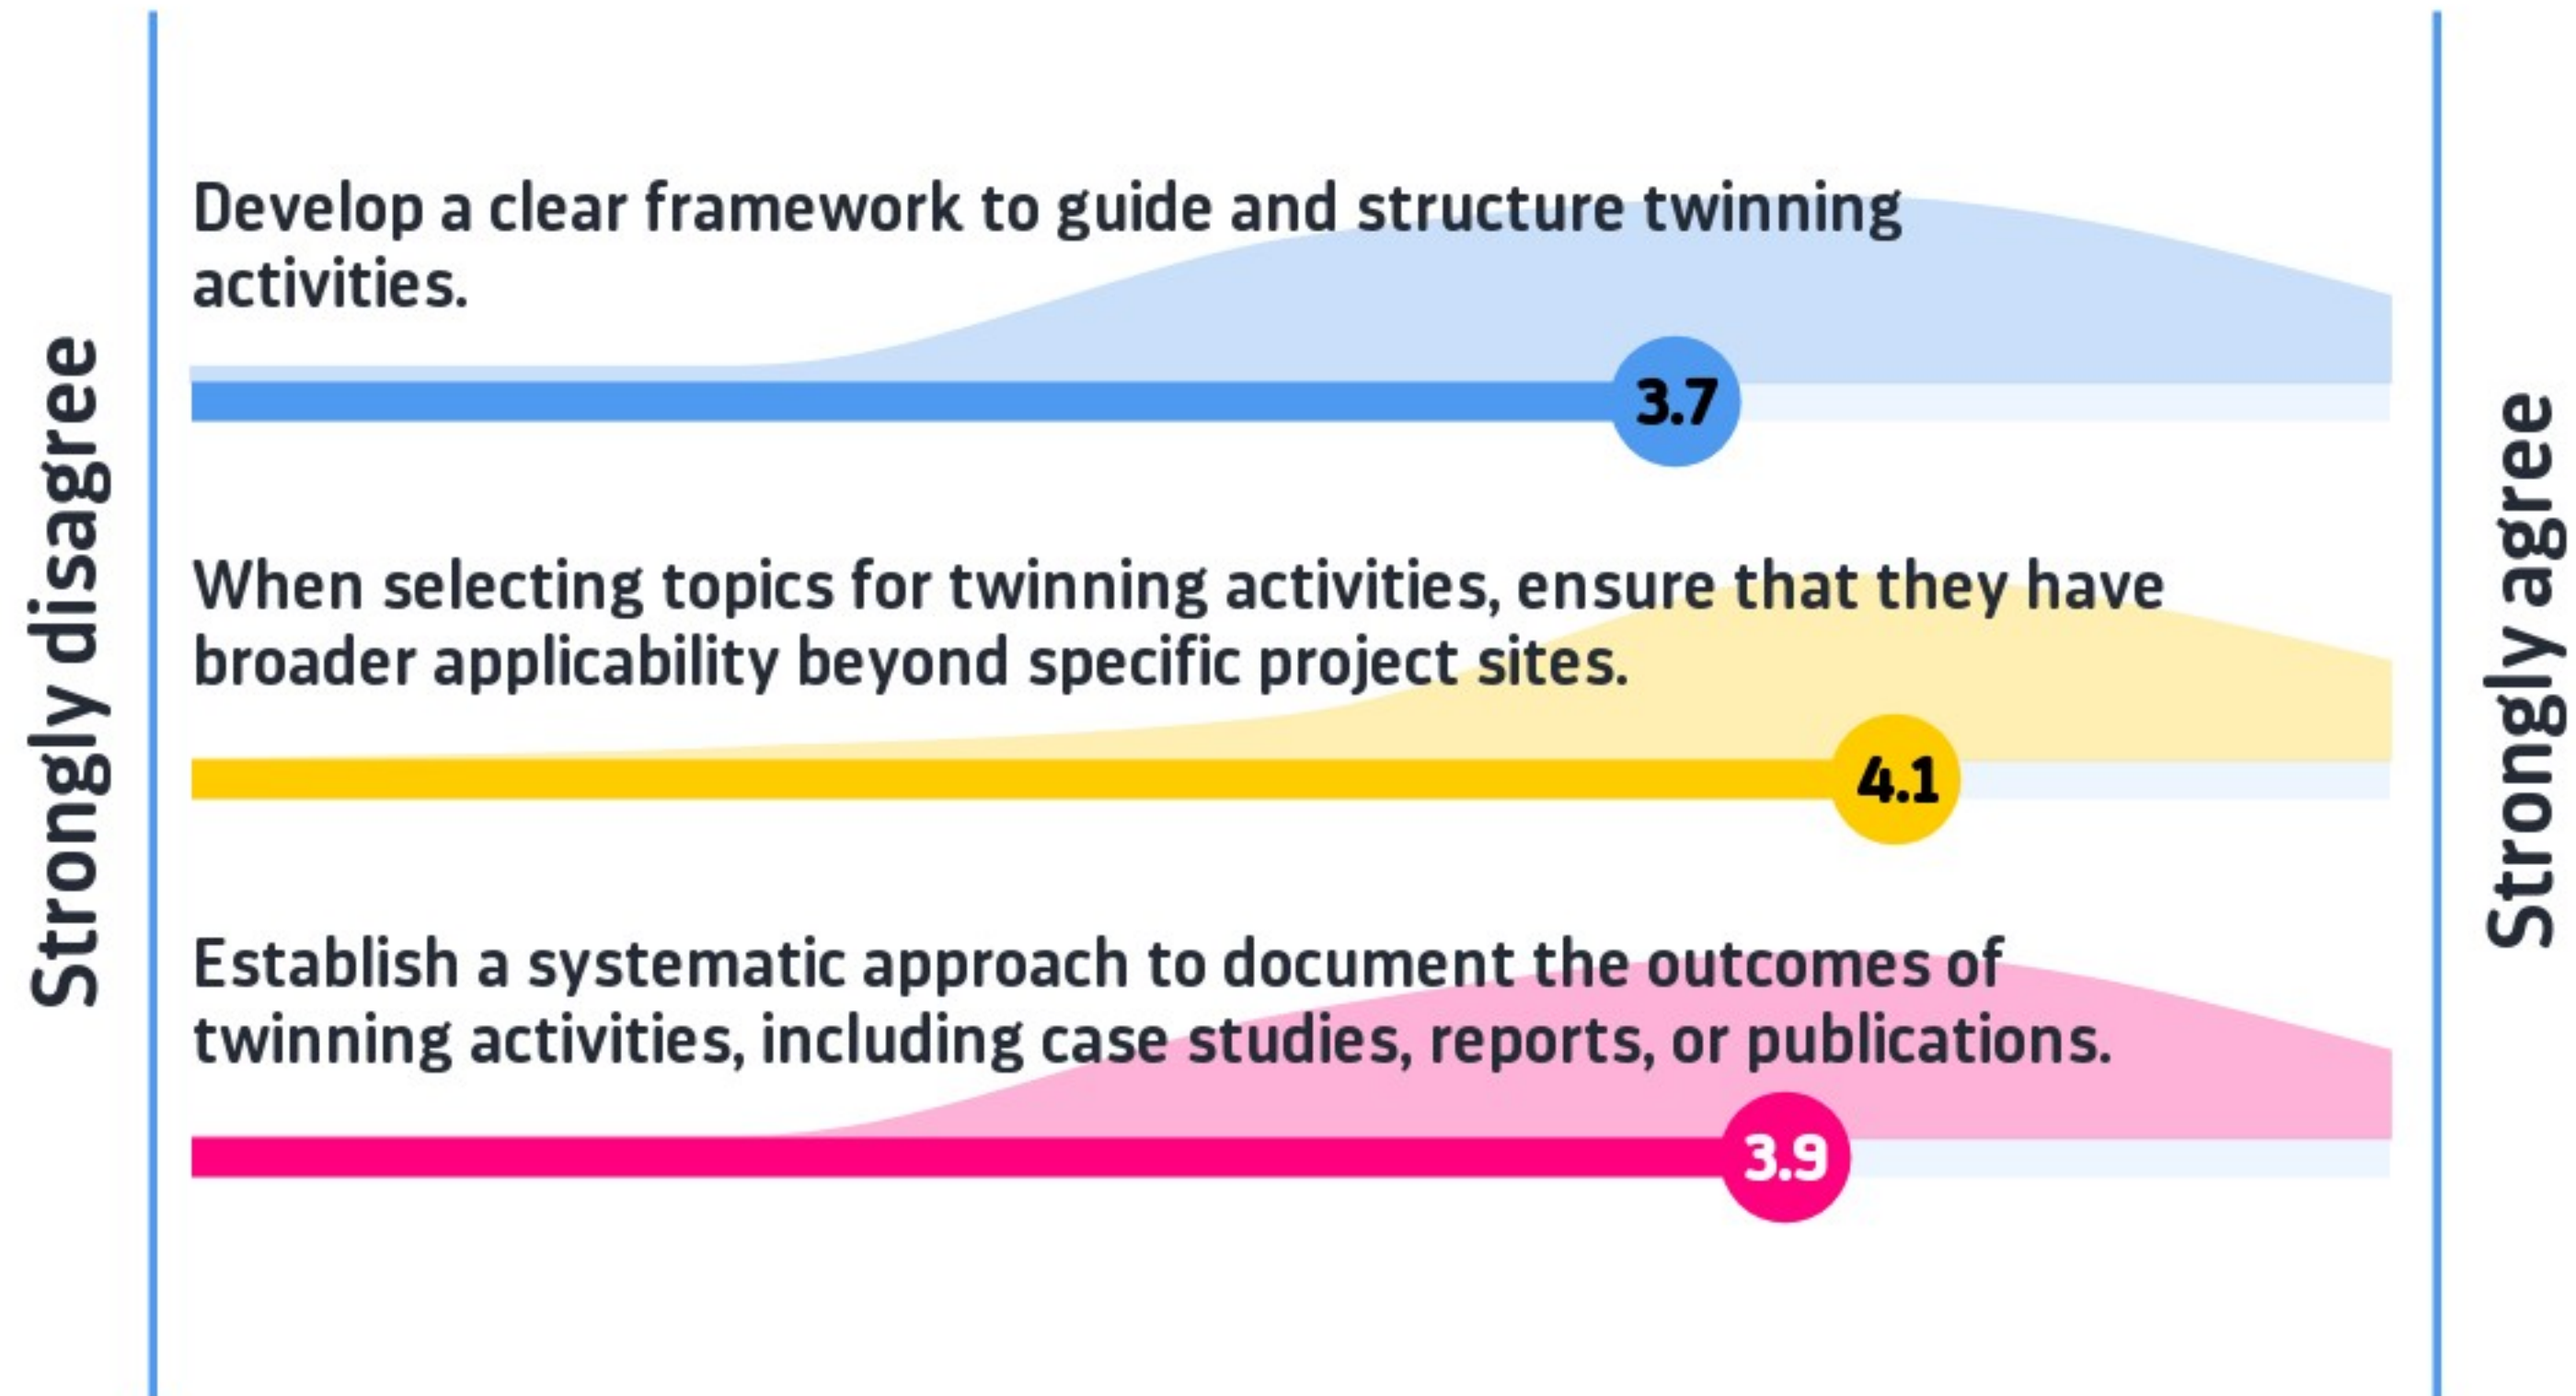 Strongly disagree
Develop a clear framework to guide and structure twinning
activities.
3.7
When selecting topics for twinning activities, ensure that they have
broader applicability beyond specific project sites.
4.1
Establish a systematic approach to document the outcomes of
twinning activities, including case studies, reports, or publications.
3.9
Strongly agree